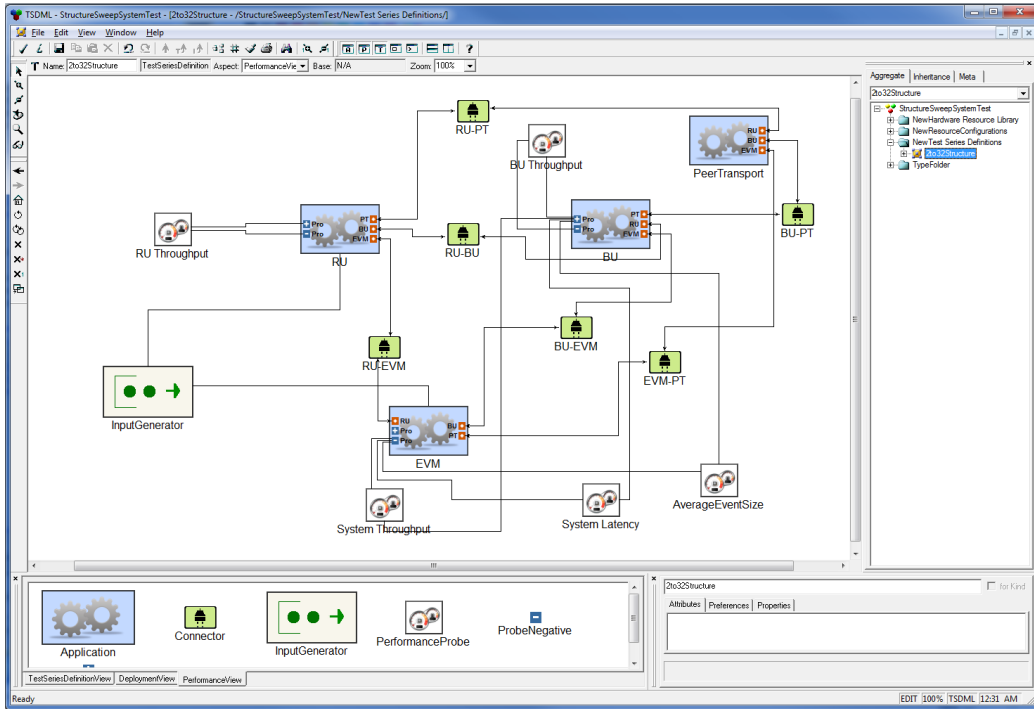 TSDML - StructureSweepSystemTest - [2to32Structure - /StructureSweepSystemTest/NewTest Series Definitions/]
File Edit View Window Help
Name: 2to32Structure TestSeriesDefinition Aspect: PerformanceVie Base: N/A Zoom: 100%
Aggregate Inheritance Meta
2to32Structure
StructureSweepSystemTest
NewHardware Resource Library
NewResourceConfigurations
NewTest Series Definitions
2to32Structure
TypeFolder
RU-PT
BU Throughput
RU
BU
EVM
PeerTransport
BU-PT
RU Throughput
Pro
Pro
PT
BU
EVM
RU
RU-BU
Pro
Pro
PT
RU
EVM
BU
BU-EVM
RU-EVM
EVM-PT
InputGenerator
RU
Pro
Pro
BU
PT
EVM
System Throughput
System Latency
AverageEventSize
Application
Connector
InputGenerator
PerformanceProbe
ProbeNegative
TestSeriesDefinitionView DeploymentView PerformanceView
2to32Structure
for Kind
Attributes Preferences Properties
Ready
EDIT 100% TSDML 12:31 AM